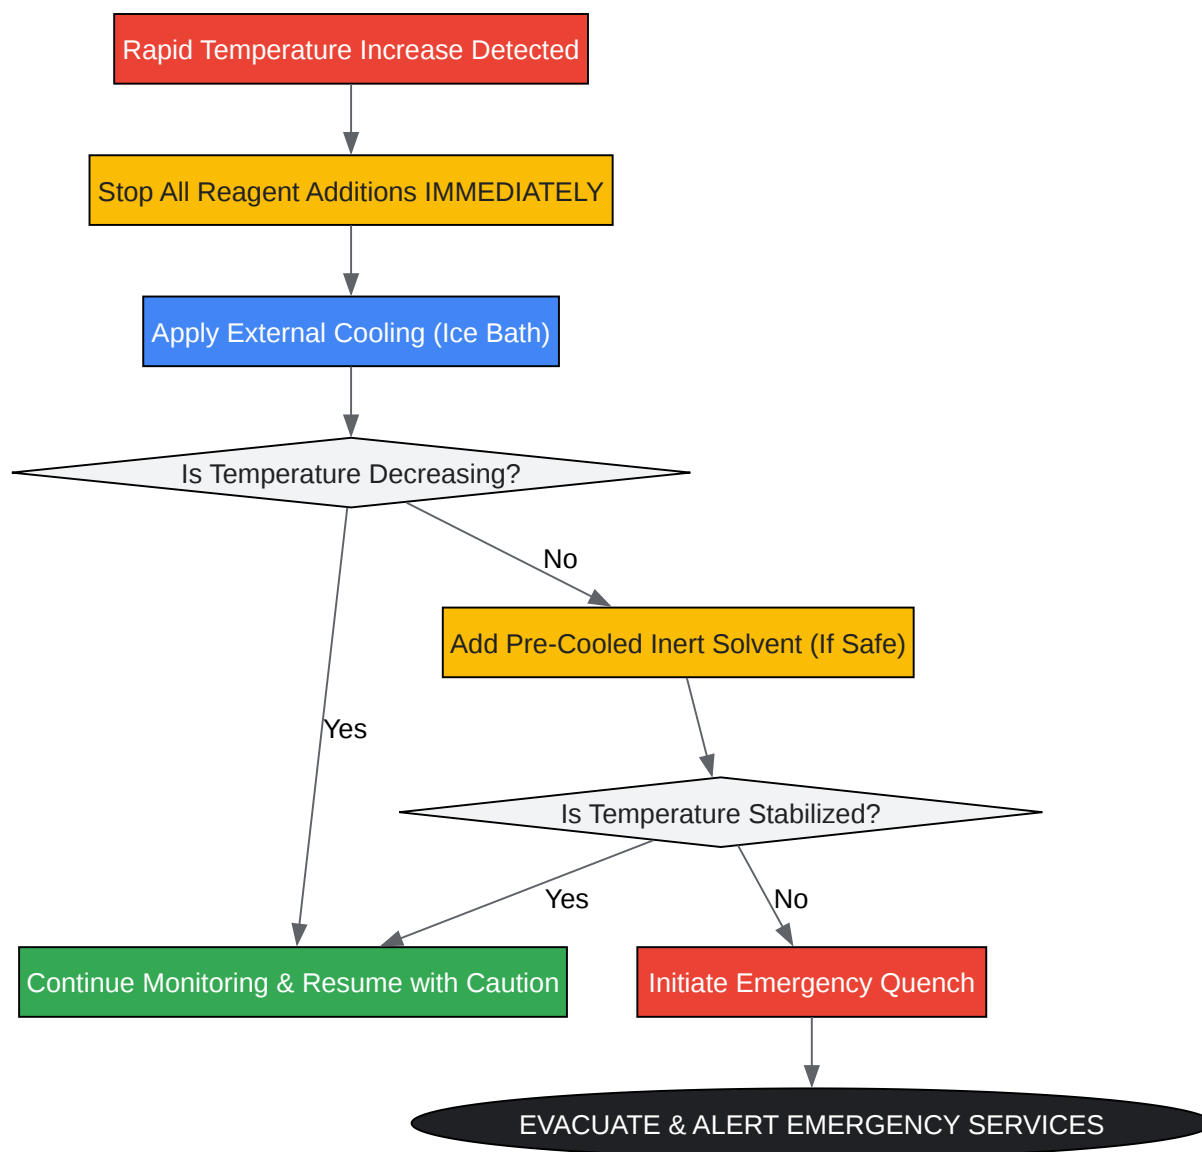 Rapid Temperature Increase Detected
Stop All Reagent Additions IMMEDIATELY
Apply External Cooling (Ice Bath)
Is Temperature Decreasing?
No
Add Pre-Cooled Inert Solvent (If Safe)
Yes
Is Temperature Stabilized?
Yes
No
Continue Monitoring & Resume with Caution
Initiate Emergency Quench
EVACUATE & ALERT EMERGENCY SERVICES